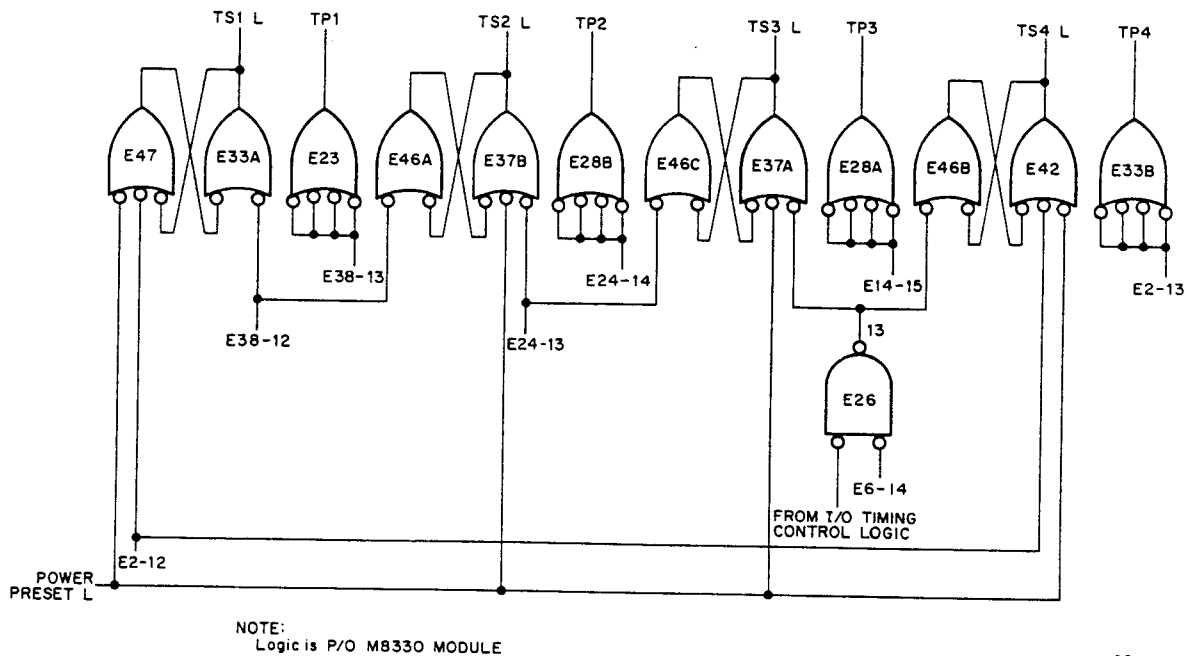 TS1 L
TP1
TS2 L
TP2
TS3 L
TP3
TS4 L
TP4
E47
E33A
E23
E46A
E37B
E28B
E46C
E37A
E28A
E46B
E42
E33B
E38-13
E24-14
E14-15
E2-13
E38-12
E24-13
13
E26
E6-14
FROM I/O TIMING
CONTROL LOGIC
E2-12
POWER
PRESET L
NOTE:
Logic is P/O M8330 MODULE